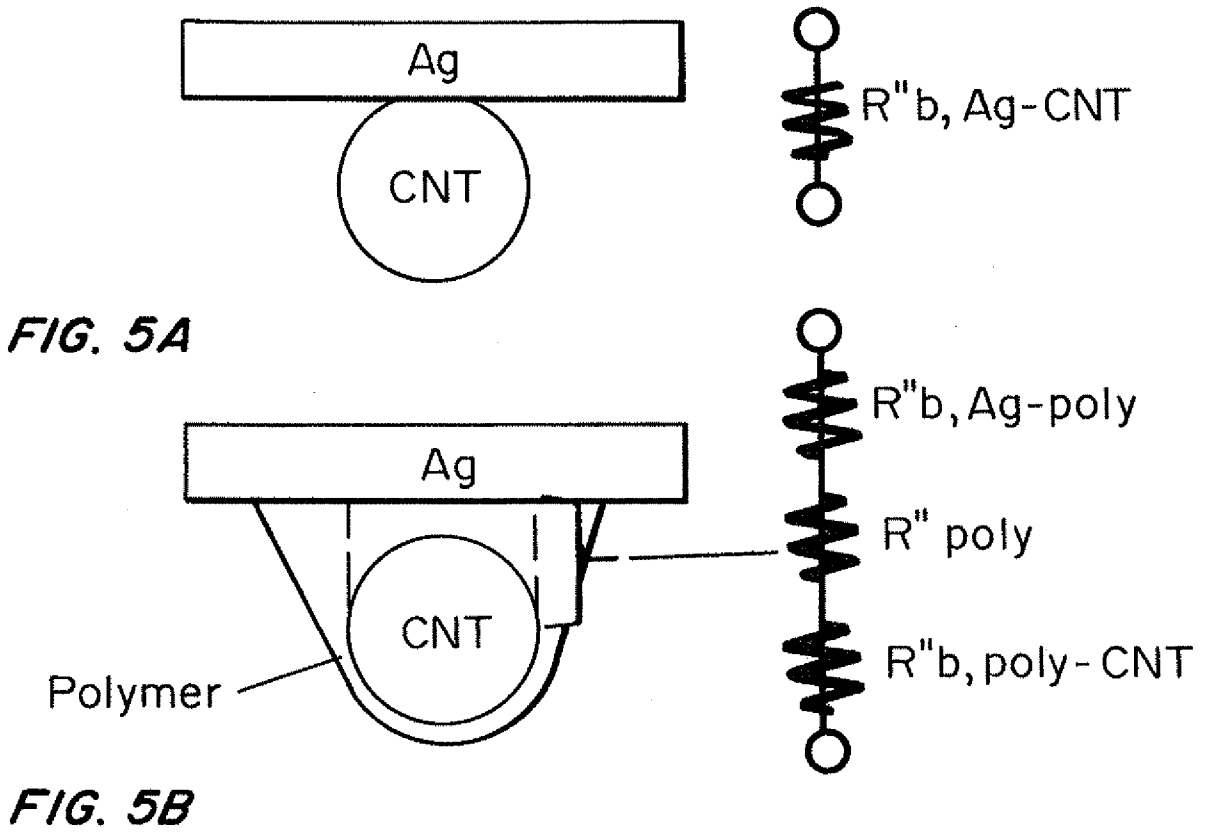 Ag
R"b, Ag-CNT
CNT
FIG. 5A
R"b, Ag-poly
Ag
R" poly
CNT
R"b, poly-CNT
Polymer
FIG. 5B